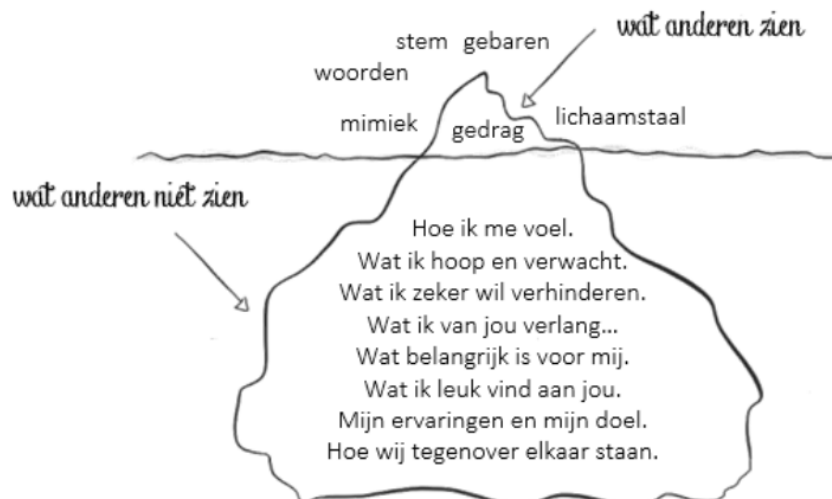 wat anderen zien
stem gebaren
woorden
mimiek
gedrag
lichaamstaal
wat anderen niet zien
Hoe ik me voel.
Wat ik hoop en verwacht.
Wat ik zeker wil verhinderen.
Wat ik van jou verlang...
Wat belangrijk is voor mij.
Wat ik leuk vind aan jou.
Mijn ervaringen en mijn doel.
Hoe wij tegenover elkaar staan.